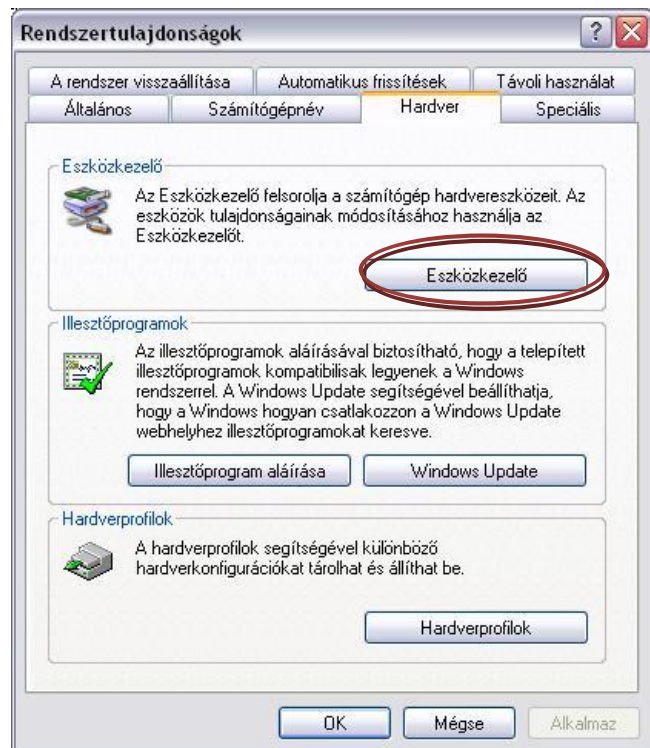 Rendszertulajdonságok
A rendszer visszaállítása Automatikus frissítések Távoli használat
Általános Számítógépnév Hardver Speciális
Eszközkezelő
Az Eszközkezelő felsorolja a számítógép hardvereszközeit. Az
eszközök tulajdonságainak módosításához használja az
Eszközkezelőt.
Eszközkezelő
Illesztőprogramok
Az illesztőprogramok aláírásával biztosítható, hogy a telepített
illesztőprogramok kompatibilisak legyenek a Windows
rendszerrel. A Windows Update segítségével beállíthatja,
hogy a Windows hogyan csatlakozzon a Windows Update
webhelyhez illesztőprogramokat keresve.
Illesztőprogram aláírása Windows Update
Hardverprofilok
A hardverprofilok segítségével különböző
hardverkonfigurációkat tárolhat és állíthat be.
Hardverprofilok
OK Mégse Alkalmaz